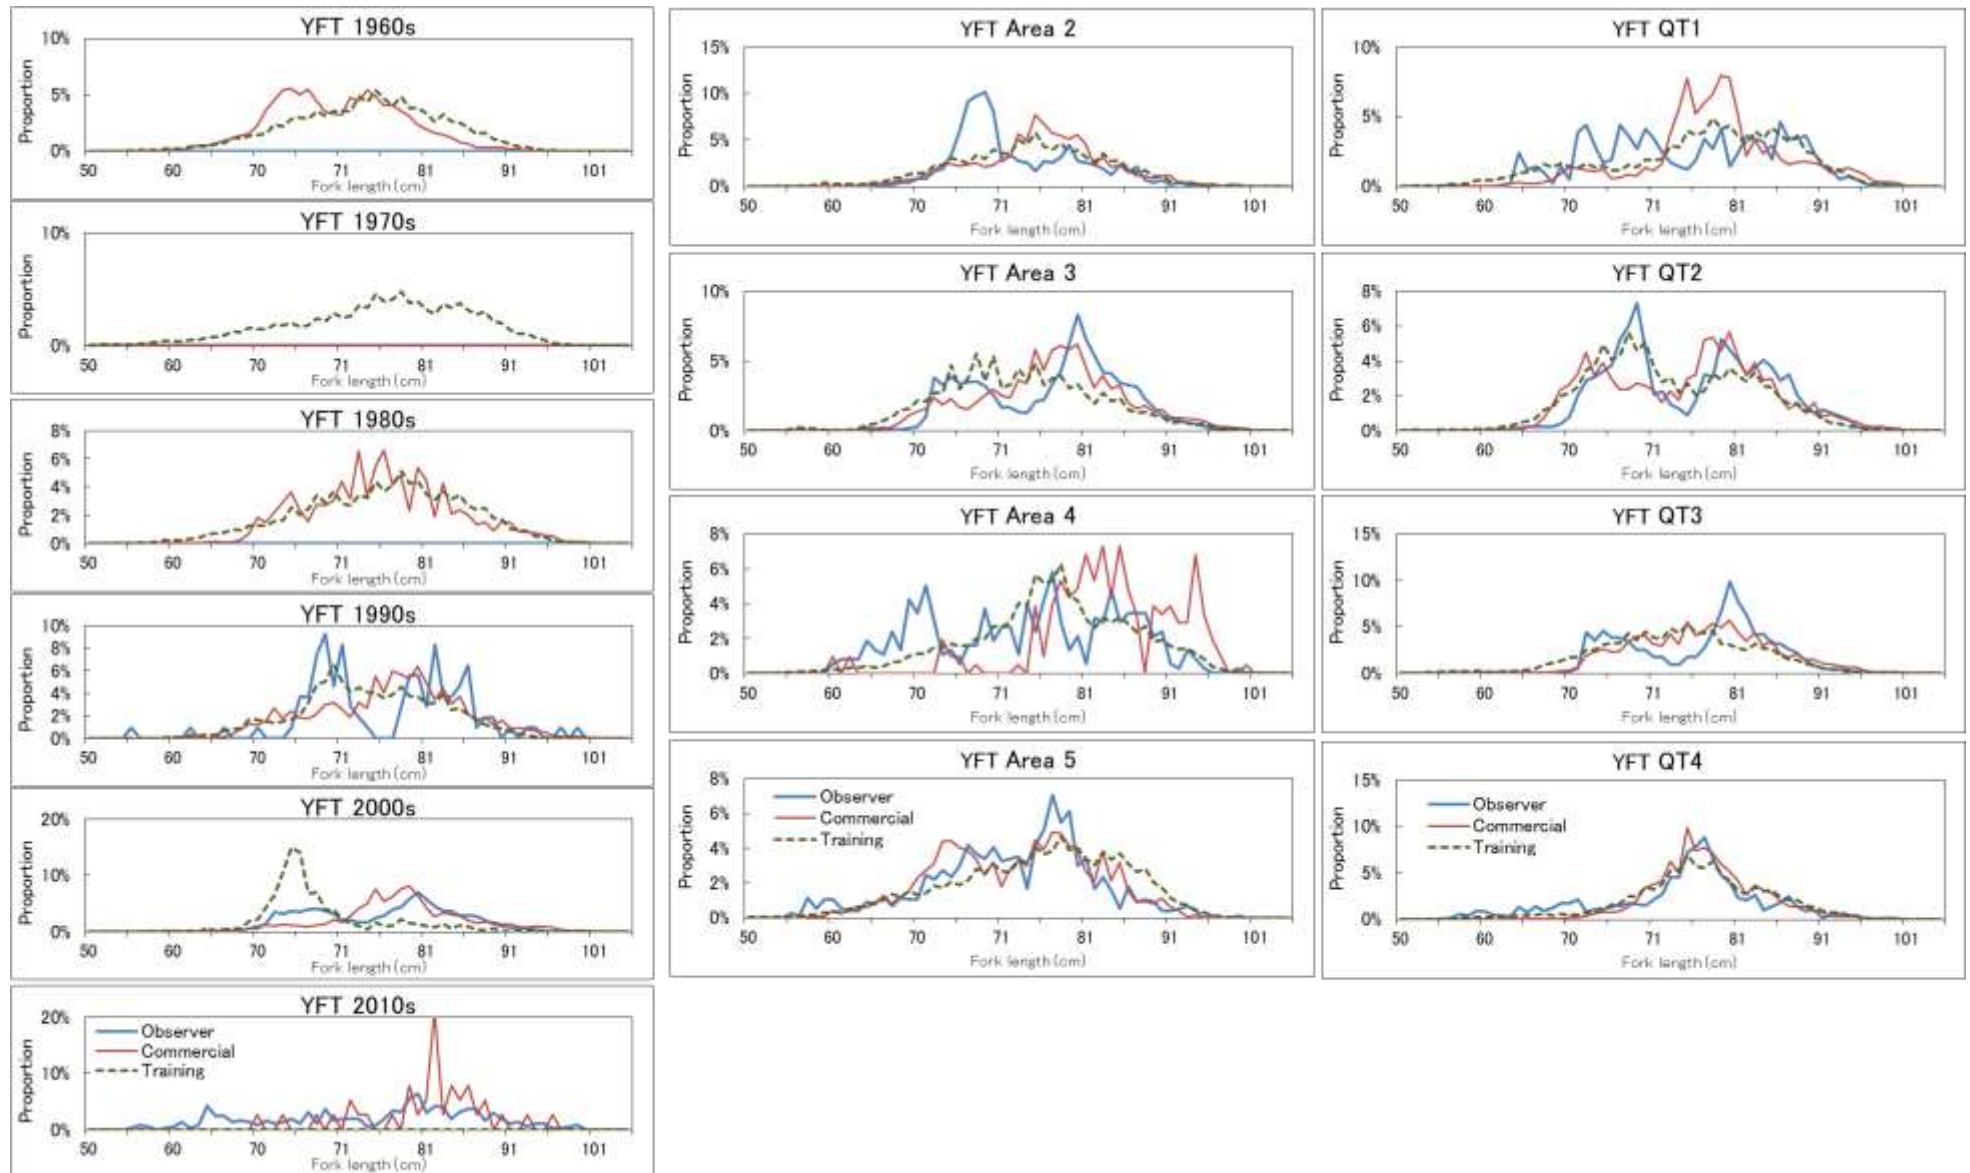 YFT 1960s
Proportion
10%
5%
0%
50 60 70 71 81 91 101
Fork length(cm)
YFT 1970s
Proportion
10%
0%
50 60 70 71 81 91 101
Fork length(cm)
YFT 1980s
Proportion
8%
6%
4%
2%
0%
50 60 70 71 81 91 101
Fork length(cm)
YFT 1990s
Proportion
10%
8%
6%
4%
2%
0%
50 60 70 71 81 91 101
Fork length(cm)
YFT 2000s
Proportion
20%
10%
0%
50 60 70 71 81 91 101
Fork length(cm)
YFT 2010s
Proportion
20%
10%
0%
Observer
Commercial
Training
50 60 70 71 81 91 101
Fork length(cm)
YFT Area 2
Proportion
15%
10%
5%
0%
50 60 70 71 81 91 101
Fork length(cm)
YFT Area 3
Proportion
10%
5%
0%
50 60 70 71 81 91 101
Fork length(cm)
YFT Area 4
Proportion
8%
6%
4%
2%
0%
50 60 70 71 81 91 101
Fork length(cm)
YFT Area 5
Proportion
8%
6%
4%
2%
0%
Observer
Commercial
Training
50 60 70 71 81 91 101
Fork length(cm)
YFT QT1
Proportion
10%
5%
0%
50 60 70 71 81 91 101
Fork length(cm)
YFT QT2
Proportion
8%
6%
4%
2%
0%
50 60 70 71 81 91 101
Fork length(cm)
YFT QT3
Proportion
15%
10%
5%
0%
50 60 70 71 81 91 101
Fork length(cm)
YFT QT4
Proportion
15%
10%
5%
0%
Observer
Commercial
Training
50 60 70 71 81 91 101
Fork length(cm)